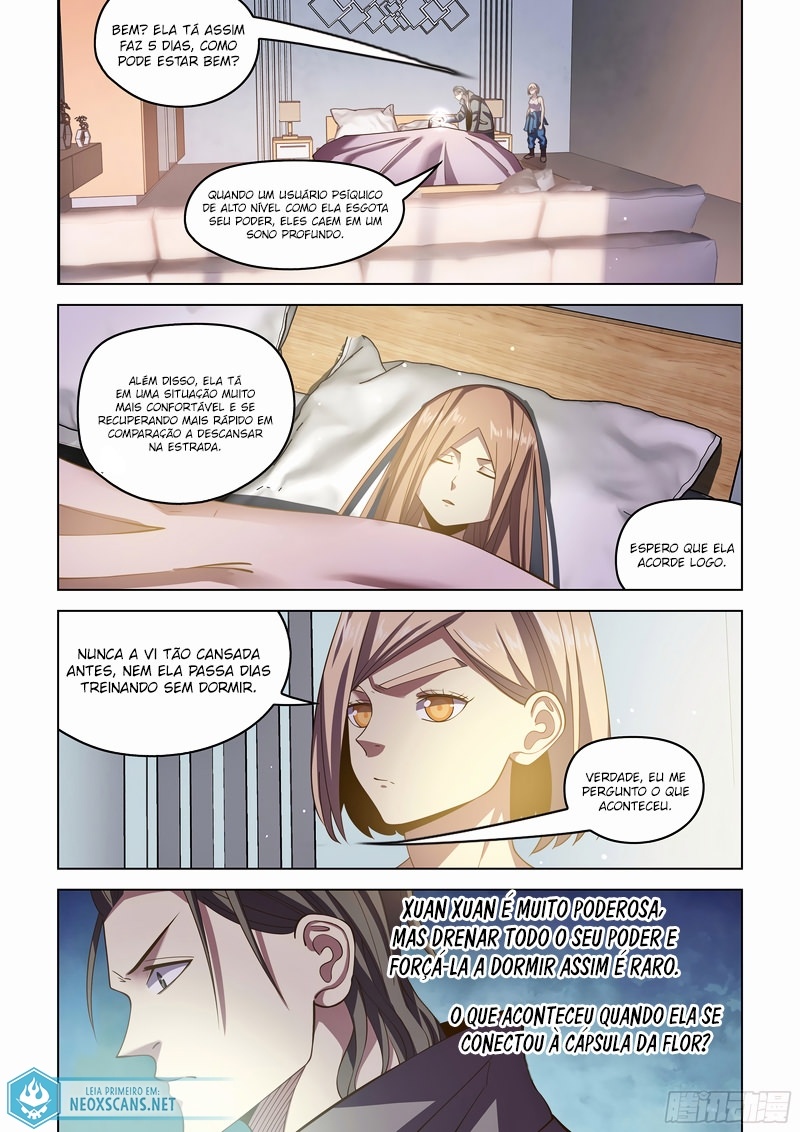 BEM? ELA TÁ ASSIM
FAZ 5 DIAS, COMO
PODE ESTAR BEM?
QUANDO UM USUÁRIO PSÍQUICO
DE ALTO NÍVEL COMO ELA ESGOTA
SEU PODER, ELES CAEM EM UM
SONO PROFUNDO.
ALÉM DISSO, ELA TÁ
EM UMA SITUAÇÃO MUITO
MAIS CONFORTÁVEL E SE
RECUPERANDO MAIS RÁPIDO EM
COMPARAÇÃO A DESCANSAR
NA ESTRADA.
ESPERO QUE ELA
ACORDE LOGO.
NUNCA A VI TÃO CANSADA
ANTES, NEM ELA PASSA DIAS
TREINANDO SEM DORMIR.
VERDADE, EU ME
PERGUNTO O QUE
ACONTECEU.
XUAN XUAN É MUITO PODEROSA,
MAS DRENAR TODO O SEU PODER E
FORÇÁ-LA A DORMIR ASSIM É RARO.
O QUE ACONTECEU QUANDO ELA SE
CONECTOU À CÁPSULA DA FLOR?
LEIA PRIMEIRO EM:
NEOXSCANS.NET
腾讯动漫